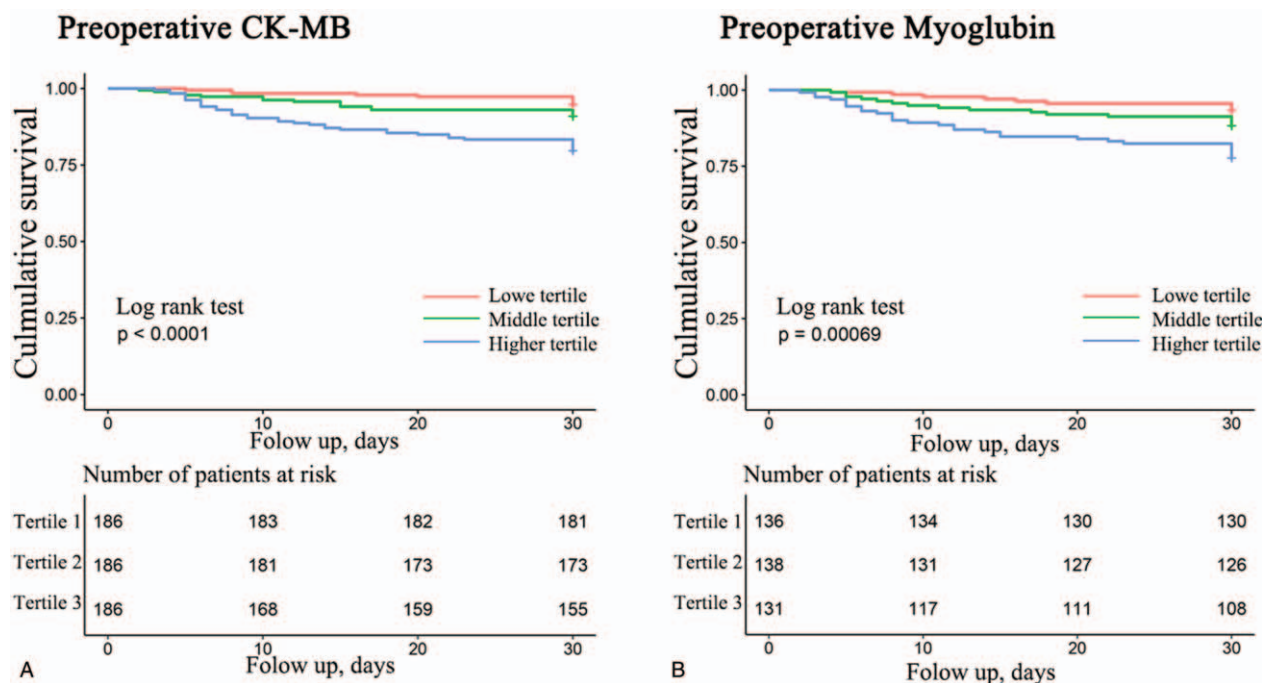 Preoperative CK-MB
Culmulative survival
1.00
0.75
0.50
0.25
0.00
Log rank test
p < 0.0001
Lowe tertile
Middle tertile
Higher tertile
0 10 20 30
Folow up, days
Number of patients at risk
Tertile 1 186 183 182 181
Tertile 2 186 181 173 173
Tertile 3 186 168 159 155
0 10 20 30
Folow up, days
A
Preoperative Myoglubin
Culmulative survival
1.00
0.75
0.50
0.25
0.00
Log rank test
p = 0.00069
Lowe tertile
Middle tertile
Higher tertile
0 10 20 30
Folow up, days
Number of patients at risk
Tertile 1 136 134 130 130
Tertile 2 138 131 127 126
Tertile 3 131 117 111 108
0 10 20 30
Folow up, days
B